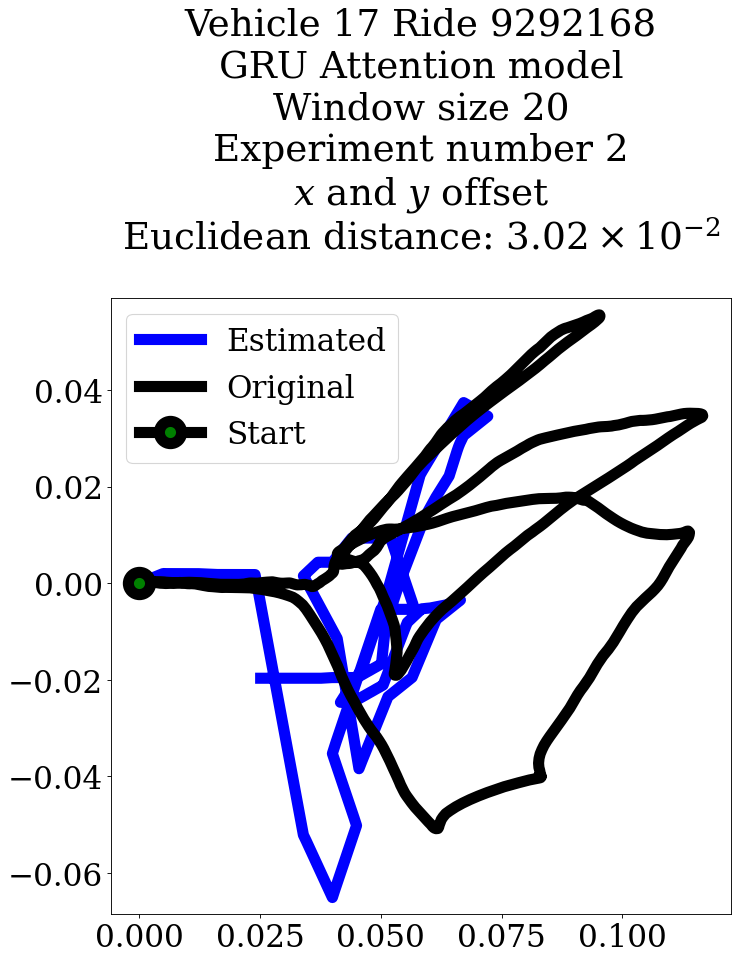 Vehicle 17 Ride 9292168
GRU Attention model
Window size 20
Experiment number 2
x and y offset
Euclidean distance: 3.02 × 10⁻²
Estimated
Original
Start
0.04
0.02
0.00
−0.02
−0.04
−0.06
0.000 0.025 0.050 0.075 0.100